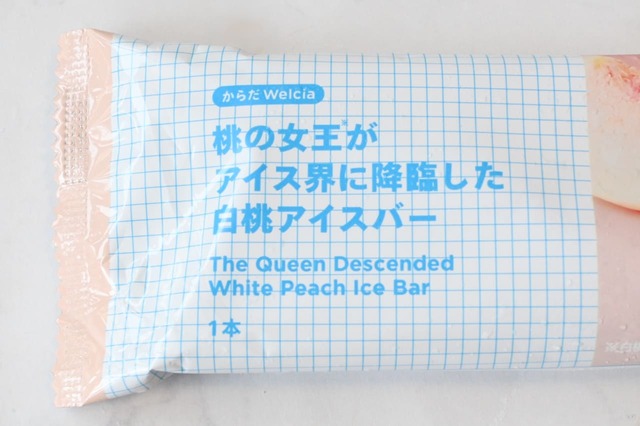 からだWelcia
桃の女王※が
アイス界に降臨した
白桃アイスバー
The Queen Descended
White Peach Ice Bar
1本